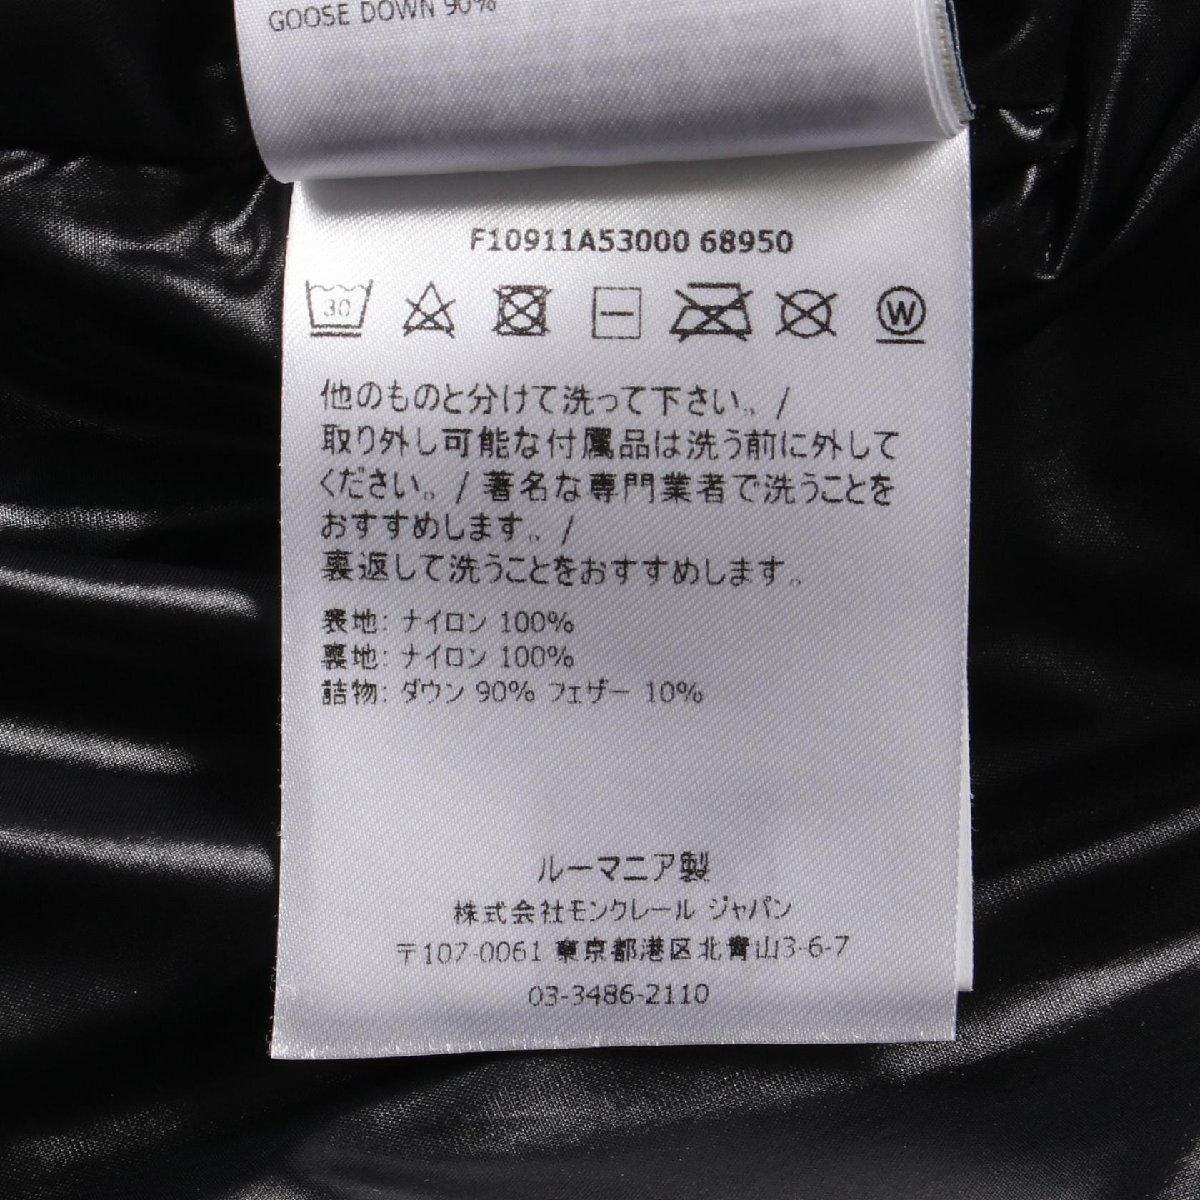 GOOSE DOWN 90%
F10911A53000 68950
30
W
他のものと分けて洗って下さい。/
取り外し可能な付属品は洗う前に外して
ください。/ 著名な専門業者で洗うことを
おすすめします。/
裏返して洗うことをおすすめします。
表地: ナイロン 100%
裏地: ナイロン 100%
詰物: ダウン 90% フェザー 10%
ルーマニア製
株式会社モンクレール ジャパン
〒107-0061 東京都港区北青山3-6-7
03-3486-2110